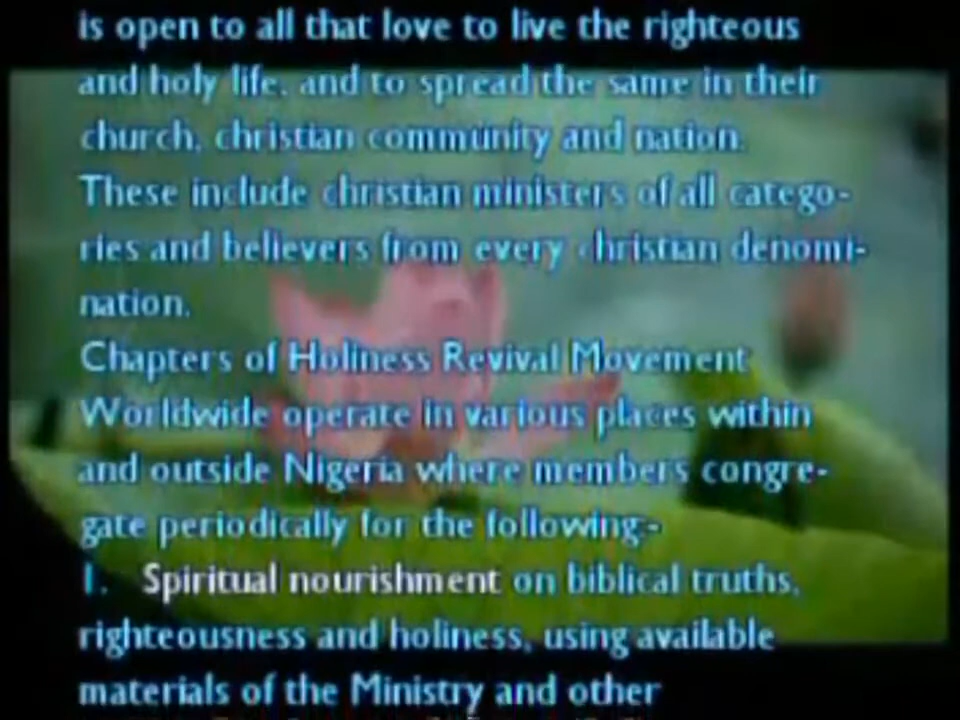 is open to all that love to live the righteous
and holy life, and to spread the same in their
church, christian community and nation.
These include christian ministers of all catego-
ries and believers from every christian denomi-
nation.
Chapters of Holiness Revival Movement
Worldwide operate in various places within
and outside Nigeria where members congre-
gate periodically for the following:-
1. Spiritual nourishment on biblical truths,
righteousness and holiness, using available
materials of the Ministry and other